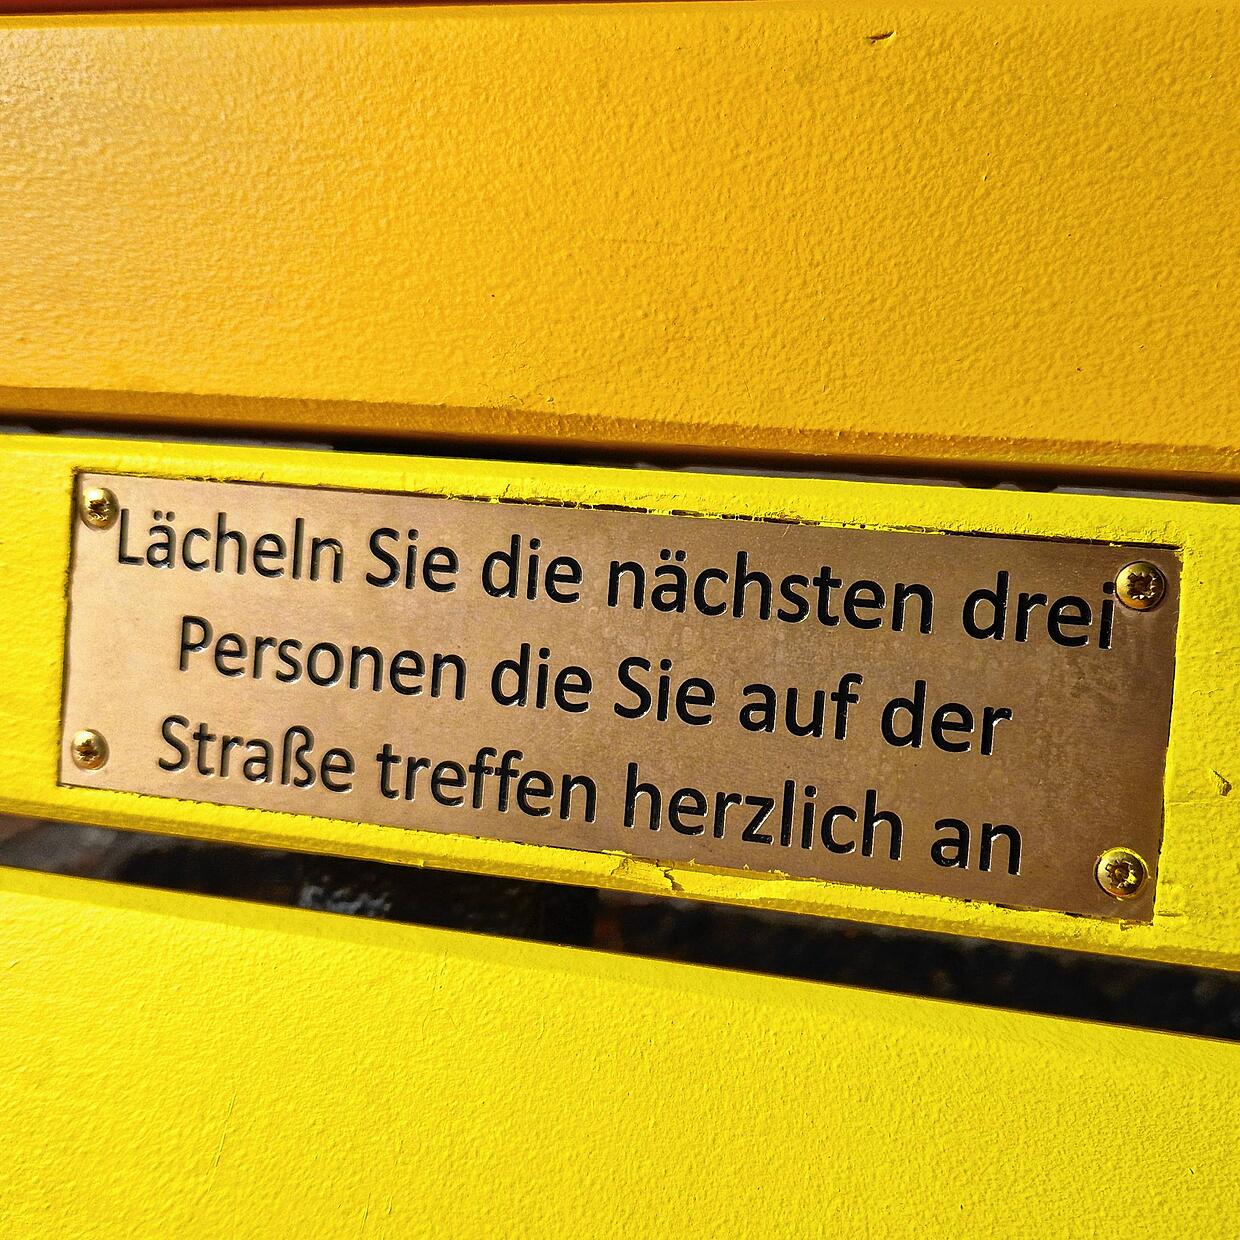 Lächeln Sie die nächsten drei
Personen die Sie auf der
Straße treffen herzlich an